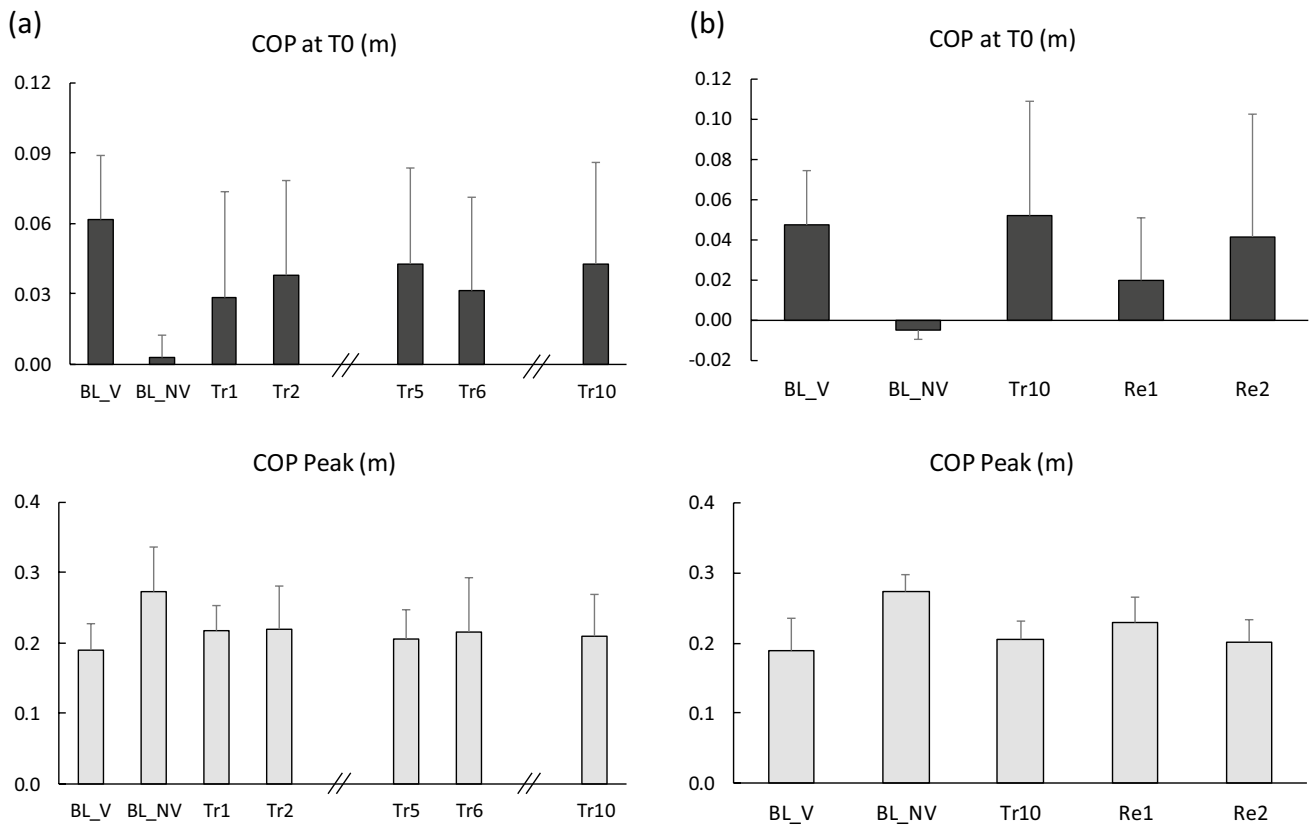 (a)
COP at T0 (m)
0.12
0.09
0.06
0.03
0.00
BL_V BL_NV Tr1 Tr2 Tr5 Tr6 Tr10
COP Peak (m)
0.4
0.3
0.2
0.1
0.0
BL_V BL_NV Tr1 Tr2 Tr5 Tr6 Tr10
(b)
COP at T0 (m)
0.12
0.10
0.08
0.06
0.04
0.02
0.00
-0.02
BL_V BL_NV Tr10 Re1 Re2
COP Peak (m)
0.4
0.3
0.2
0.1
0.0
BL_V BL_NV Tr10 Re1 Re2